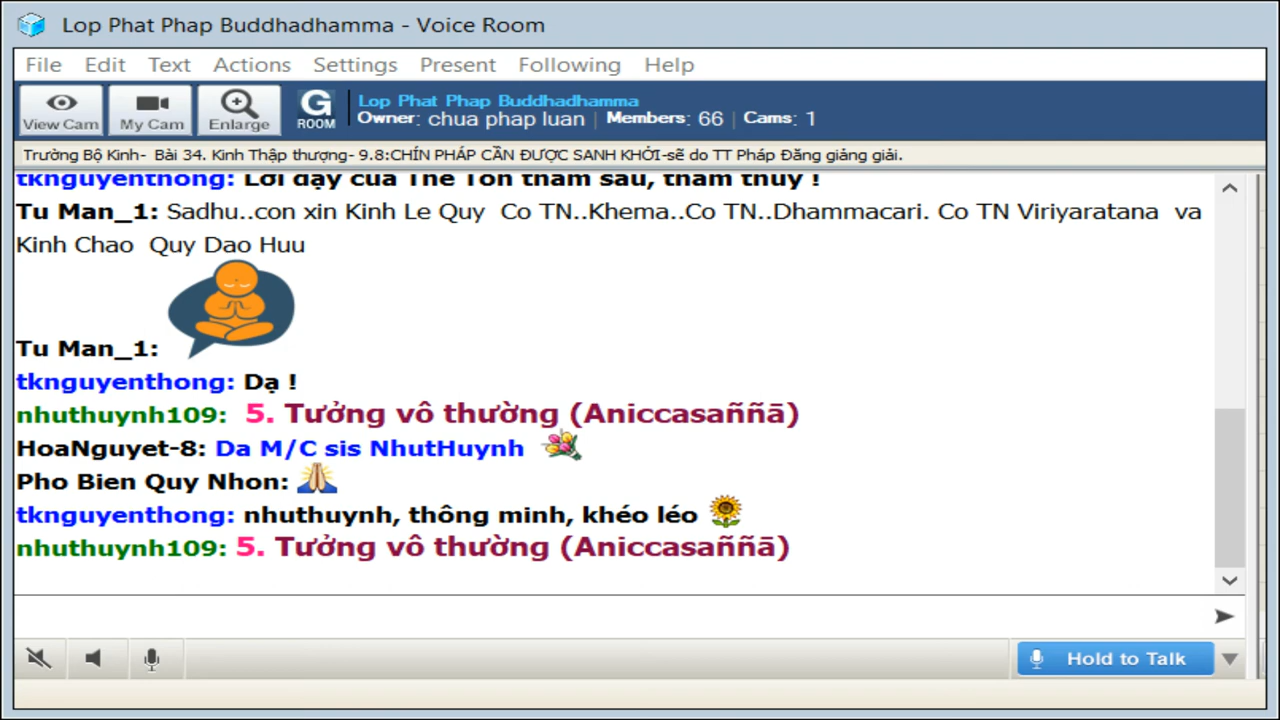 Lop Phat Phap Buddhadhamma - Voice Room
File Edit Text Actions Settings Present Following Help
View Cam My Cam Enlarge G ROOM
Lop Phat Phap Buddhadhamma
Owner: chua phap luan | Members: 66 | Cams: 1
Trường Bộ Kinh- Bài 34. Kinh Thập thượng- 9.8:CHÍN PHÁP CẦN ĐƯỢC SANH KHỞI-sẽ do TT Pháp Đăng giảng giải.
tknguyenthong: Lời dạy của Thế Tôn thâm sâu, thâm thúy !
Tu Man_1: Sadhu..con xin Kinh Le Quy Co TN..Khema..Co TN..Dhammacari. Co TN Viriyaratana va
Kinh Chao Quy Dao Huu
Tu Man_1:
tknguyenthong: Dạ !
nhuthuynh109: 5. Tưởng vô thường (Aniccasaññā)
HoaNguyet-8: Da M/C sis NhutHuynh
Pho Bien Quy Nhon:
tknguyenthong: nhuthuynh, thông minh, khéo léo
nhuthuynh109: 5. Tưởng vô thường (Aniccasaññā)
Hold to Talk